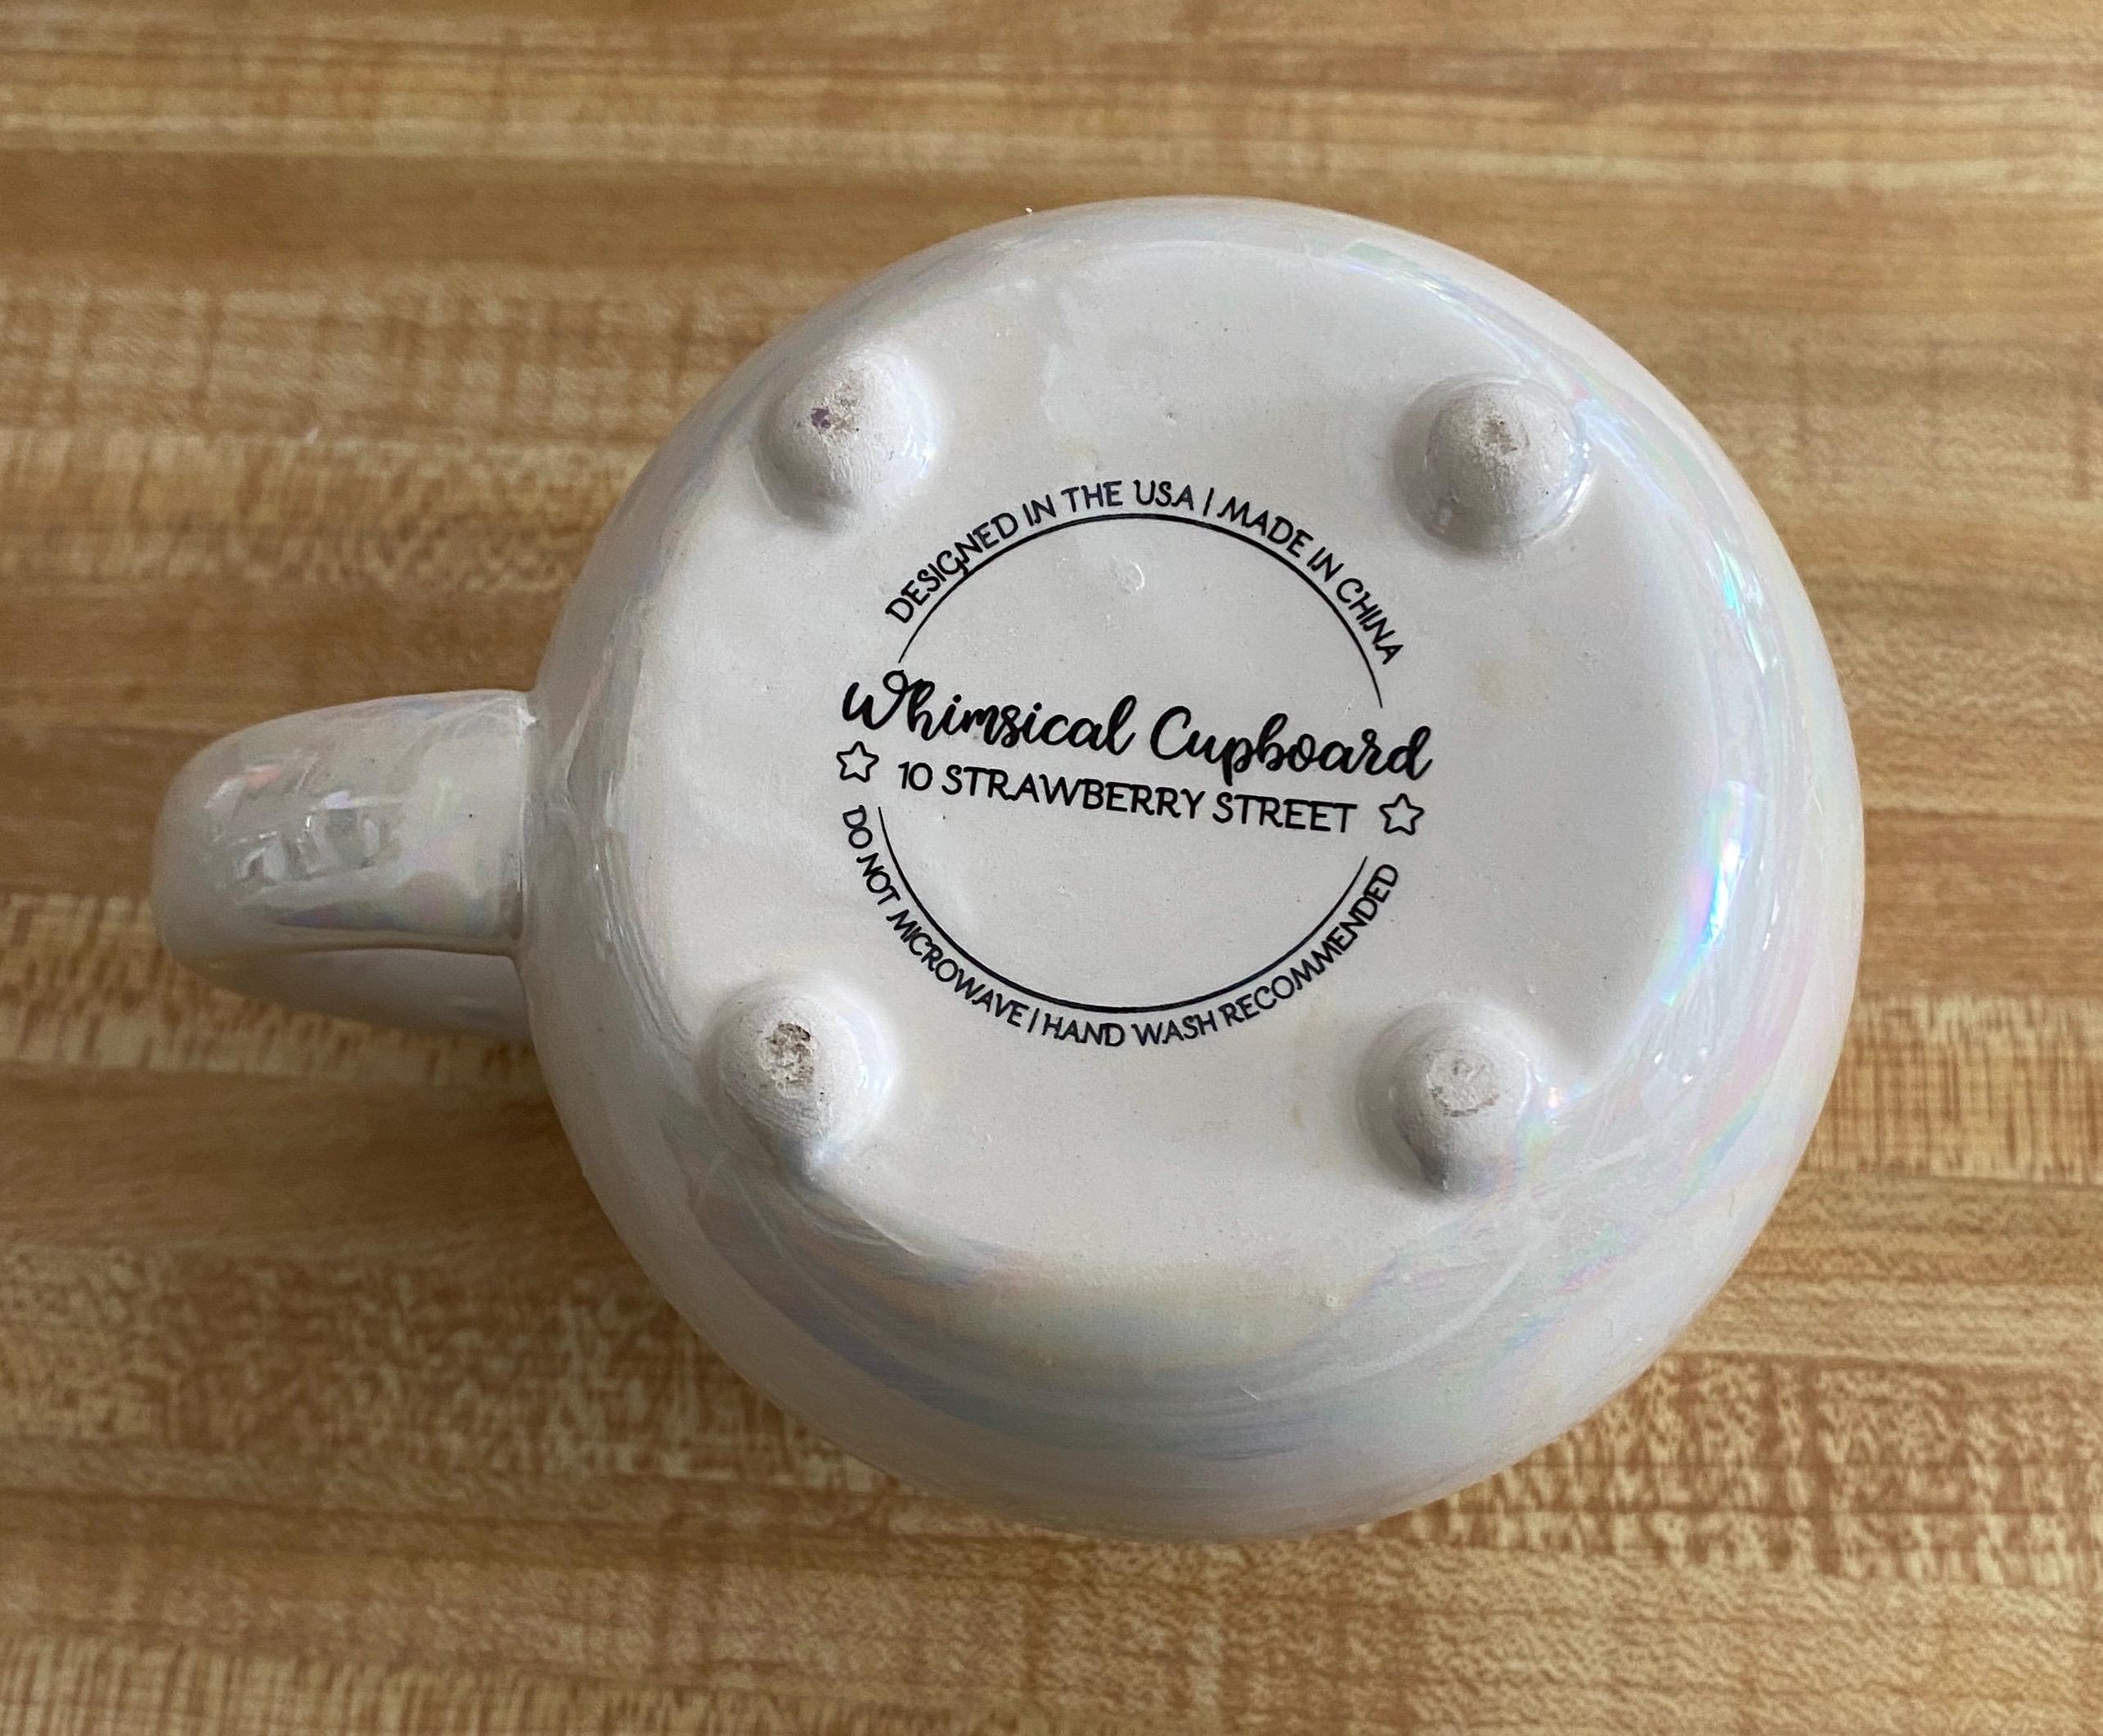 DESIGNED IN THE USA | MADE IN CHINA
Whimsical Cupboard
10 STRAWBERRY STREET
DO NOT MICROWAVE | HAND WASH RECOMMENDED